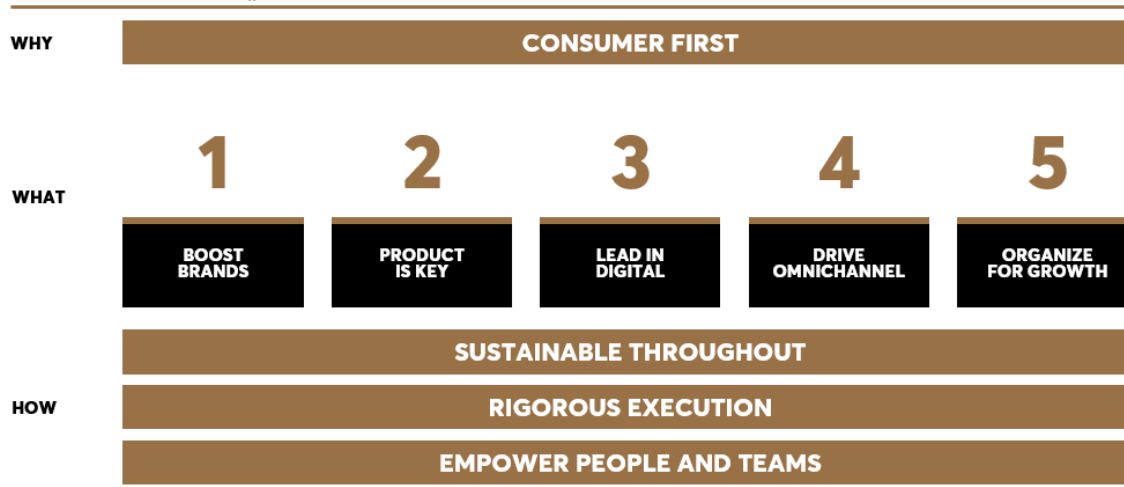 WHY
CONSUMER FIRST
1
2
3
4
5
WHAT
BOOST
BRANDS
PRODUCT
IS KEY
LEAD IN
DIGITAL
DRIVE
OMNICHANNEL
ORGANIZE
FOR GROWTH
SUSTAINABLE THROUGHOUT
HOW
RIGOROUS EXECUTION
EMPOWER PEOPLE AND TEAMS